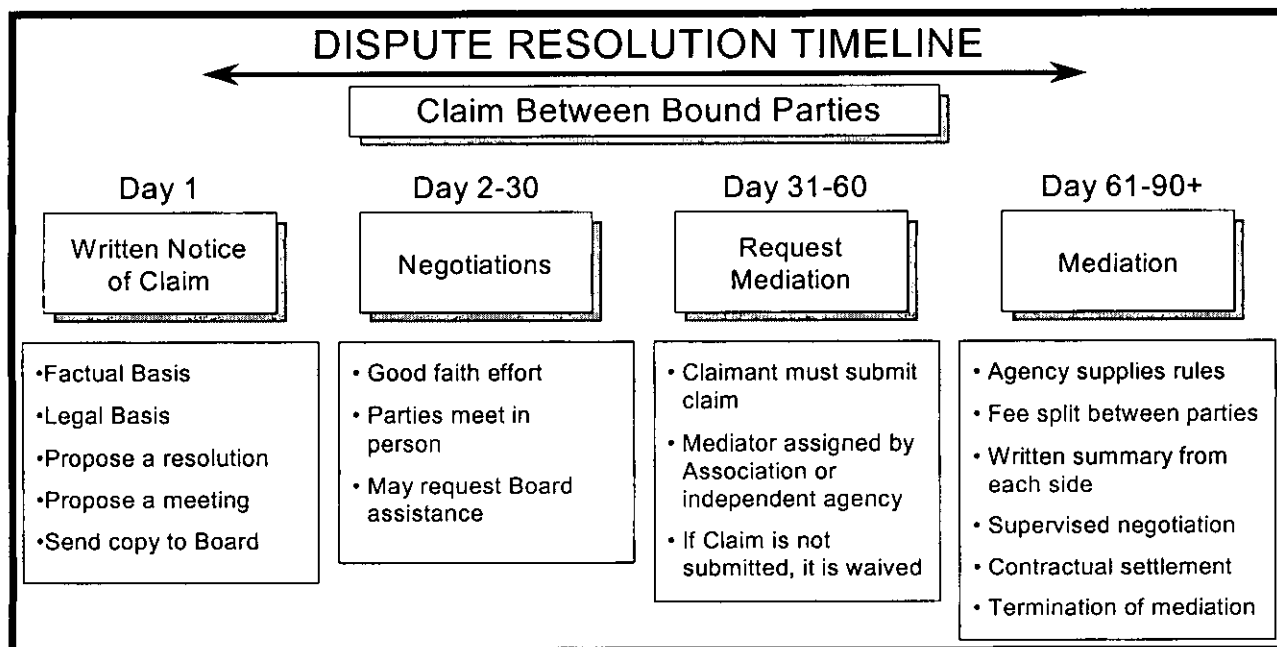 DISPUTE RESOLUTION TIMELINE
Claim Between Bound Parties
Day 1
Written Notice
of Claim
•Factual Basis
•Legal Basis
•Propose a resolution
•Propose a meeting
•Send copy to Board
Day 2-30
Negotiations
• Good faith effort
• Parties meet in
person
• May request Board
assistance
Day 31-60
Request
Mediation
• Claimant must submit
claim
• Mediator assigned by
Association or
independent agency
• If Claim is not
submitted, it is waived
Day 61-90+
Mediation
• Agency supplies rules
• Fee split between parties
• Written summary from
each side
• Supervised negotiation
• Contractual settlement
• Termination of mediation